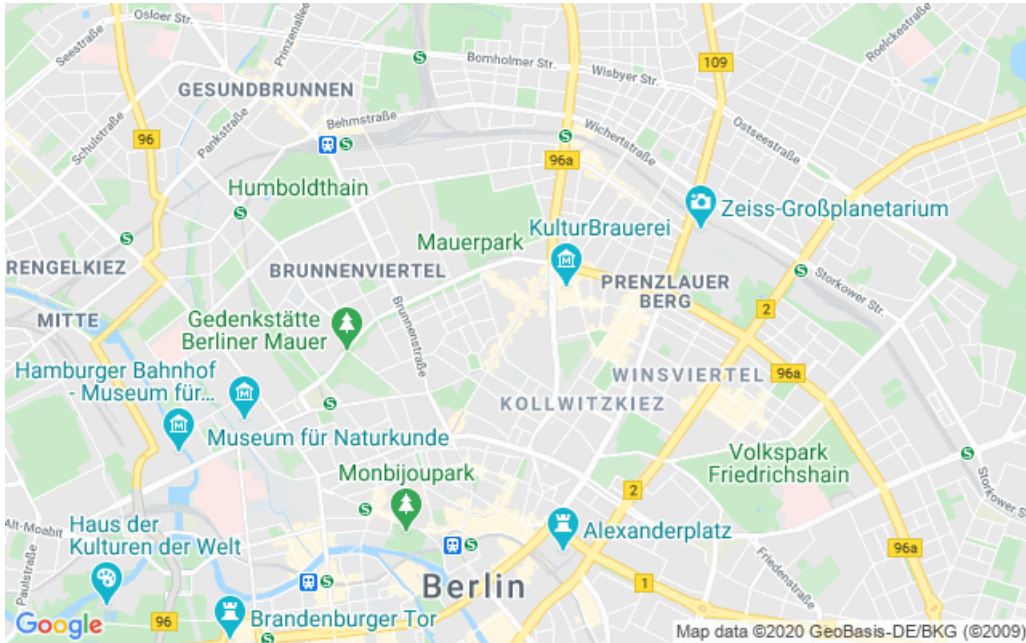 Osloer Str.
Seestraße
Prinzenallee
Bornholmer Str.
Wisbyer Str.
109
Roelckestraße
GESUNDBRUNNEN
Schulstraße
96
Pankstraße
Behmstraße
Wichertstraße
Ostseestraße
96a
Humboldthain
Zeiss-Großplanetarium
Mauerpark
KulturBrauerei
RENGELKIEZ
BRUNNENVIERTEL
PRENZLAUER
BERG
Storkower Str.
MITTE
Gedenkstätte
Berliner Mauer
Brunnenstraße
2
Hamburger Bahnhof
- Museum für...
WINSVIERTEL
96a
KOLLWITZKIEZ
Museum für Naturkunde
Volkspark
Friedrichshain
Monbijoupark
2
Storkower Str.
Alt-Moabit
Haus der
Kulturen der Welt
Alexanderplatz
96a
Paulstraße
Friedenstraße
Berlin
1
Google
96
Brandenburger Tor
Map data ©2020 GeoBasis-DE/BKG (©2009)